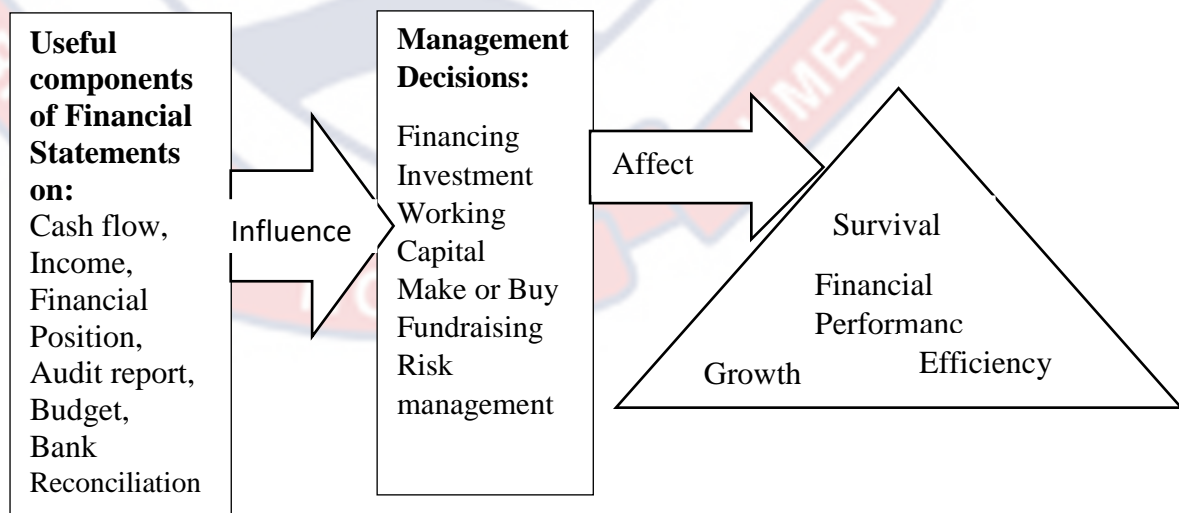 Useful
components
of Financial
Statements
on:
Cash flow,
Income,
Financial
Position,
Audit report,
Budget,
Bank
Reconciliation
Influence
Management
Decisions:
Financing
Investment
Working
Capital
Make or Buy
Fundraising
Risk
management
Affect
Survival
Financial
Performanc
Growth
Efficiency